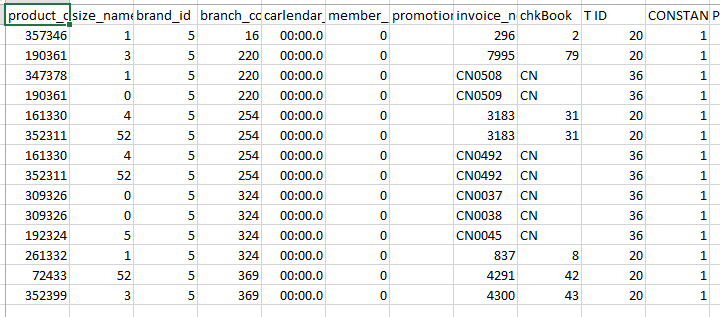 product_c size_name brand_id branch_co carlendar_ member_ promotion invoice_n chkBook T ID CONSTAN P
357346 1 5 16 00:00.0 0 296 2 20 1
190361 3 5 220 00:00.0 0 7995 79 20 1
347378 1 5 220 00:00.0 0 CN0508 CN 36 1
190361 0 5 220 00:00.0 0 CN0509 CN 36 1
161330 4 5 254 00:00.0 0 3183 31 20 1
352311 52 5 254 00:00.0 0 3183 31 20 1
161330 4 5 254 00:00.0 0 CN0492 CN 36 1
352311 52 5 254 00:00.0 0 CN0492 CN 36 1
309326 0 5 324 00:00.0 0 CN0037 CN 36 1
309326 0 5 324 00:00.0 0 CN0038 CN 36 1
192324 5 5 324 00:00.0 0 CN0045 CN 36 1
261332 1 5 324 00:00.0 0 837 8 20 1
72433 52 5 369 00:00.0 0 4291 42 20 1
352399 3 5 369 00:00.0 0 4300 43 20 1